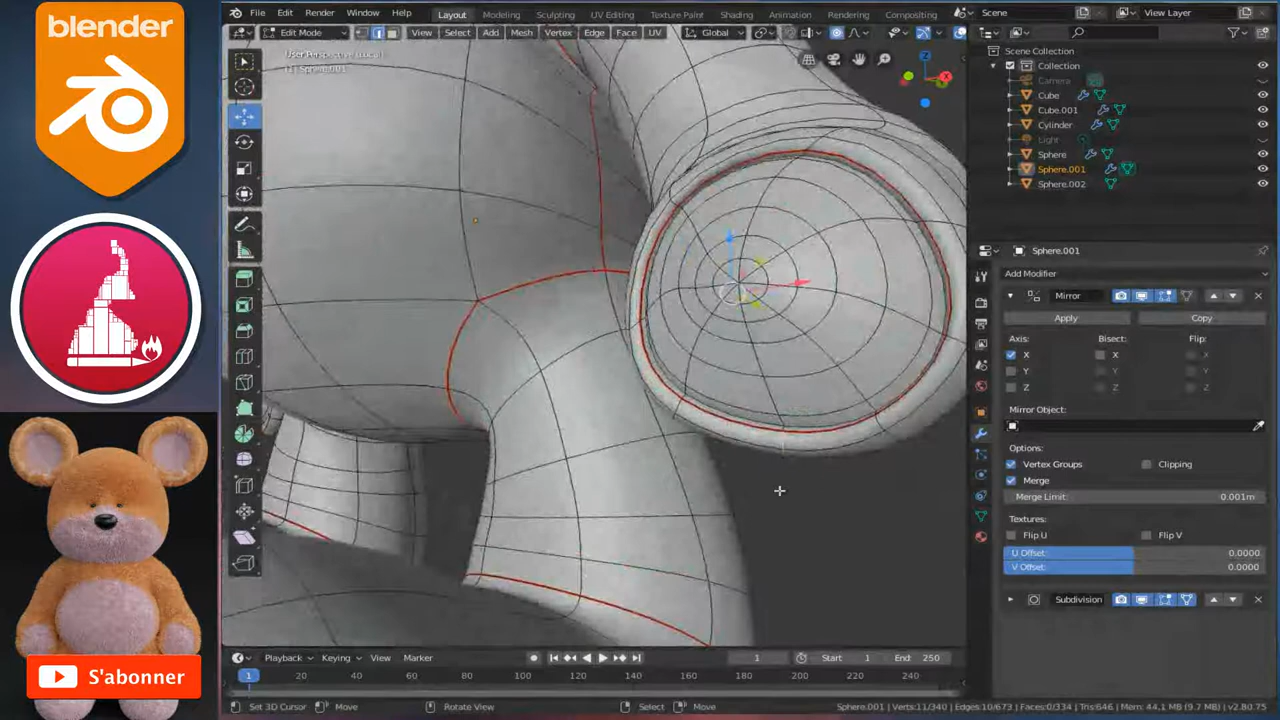 blender
S'abonner
File Edit Render Window Help Layout Modeling Sculpting UV Editing Texture Paint Shading Animation Rendering Compositing Scene View Layer
Edit Mode View Select Add Mesh Vertex Edge Face UV Global
(1) Sphere.001
Scene Collection
Collection
Camera
Cube
Cube.001
Cylinder
Light
Sphere
Sphere.001
Sphere.002
Sphere.001
Add Modifier
Mirror
Apply Copy
Axis: Bisect: Flip:
X X X
Y Y Y
Z Z Z
Mirror Object:
Options:
Vertex Groups Clipping
Merge
Merge Limit: 0.001m
Textures:
Flip U Flip V
U Offset: 0.0000
V Offset: 0.0000
Subdivision
Playback Keying View Marker 1 Start 1 End: 250
1 20 40 60 80 100 120 140 160 180 200 220 240
Set 3D Cursor Move Rotate View Select Move Sphere.001 | Verts:11/340 | Edges:10/673 | Faces:0/334 | Tris:646 | Mem: 44.1 MB (9.7 MB) | v2.80.75